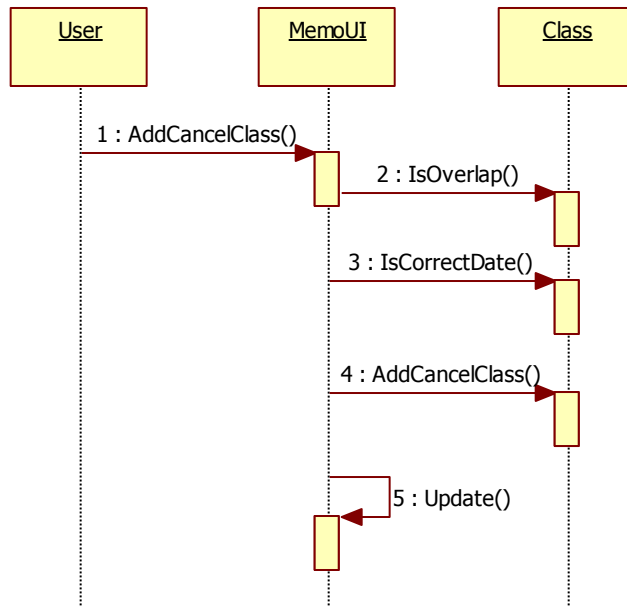 User
MemoUI
Class
1 : AddCancelClass()
2 : IsOverlap()
3 : IsCorrectDate()
4 : AddCancelClass()
5 : Update()